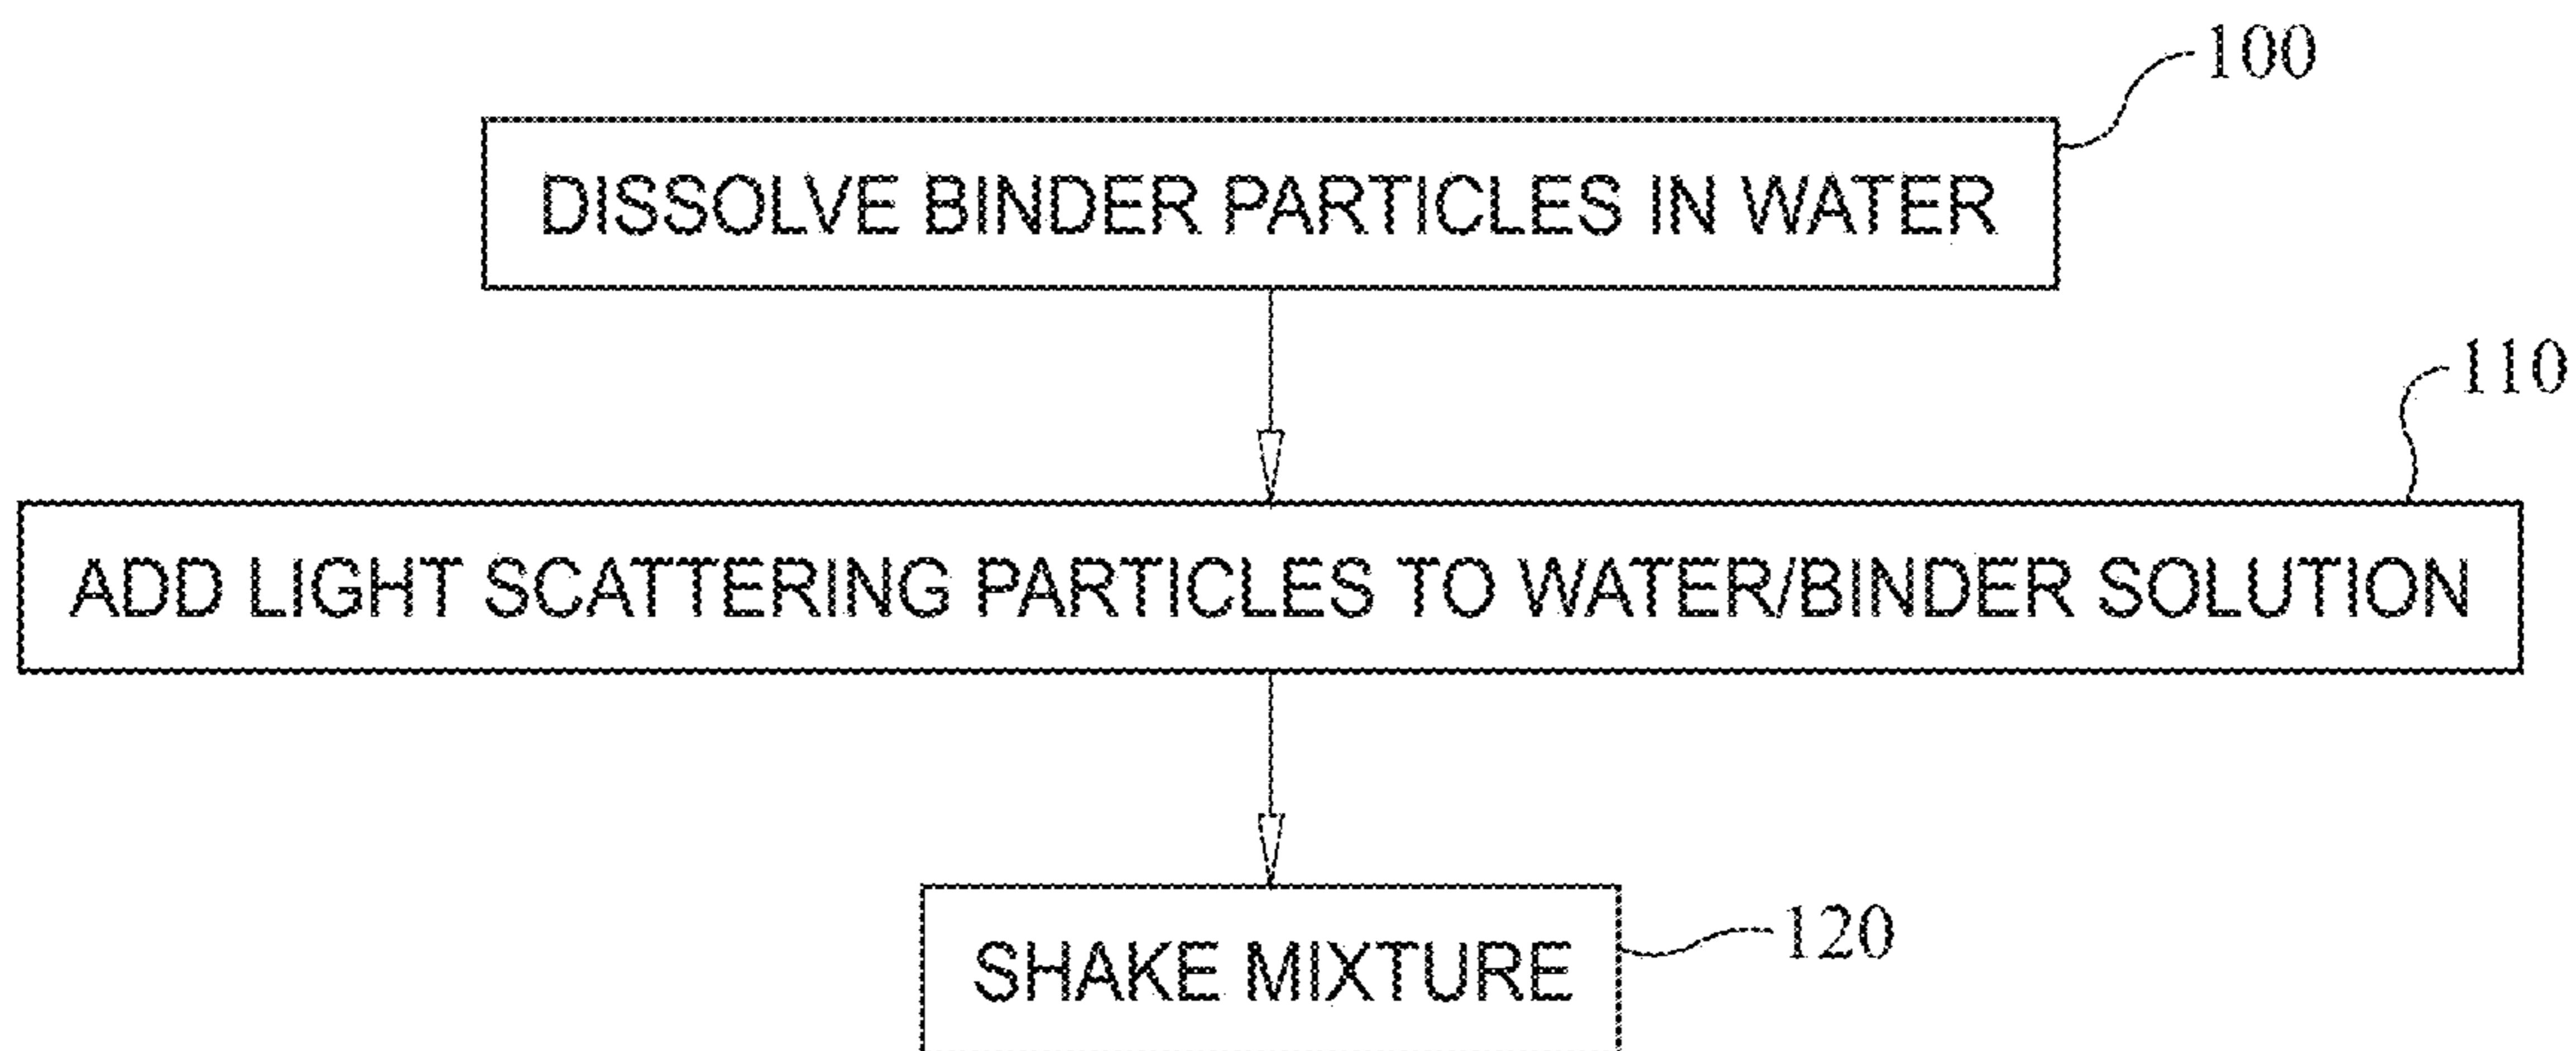 100
DISSOLVE BINDER PARTICLES IN WATER
110
ADD LIGHT SCATTERING PARTICLES TO WATER/BINDER SOLUTION
SHAKE MIXTURE
120